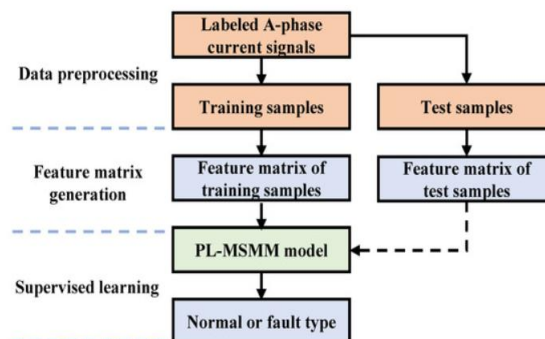 Labeled A-phase
current signals
Data preprocessing
Training samples
Test samples
Feature matrix
generation
Feature matrix of
training samples
Feature matrix of
test samples
PL-MSMM model
Supervised learning
Normal or fault type